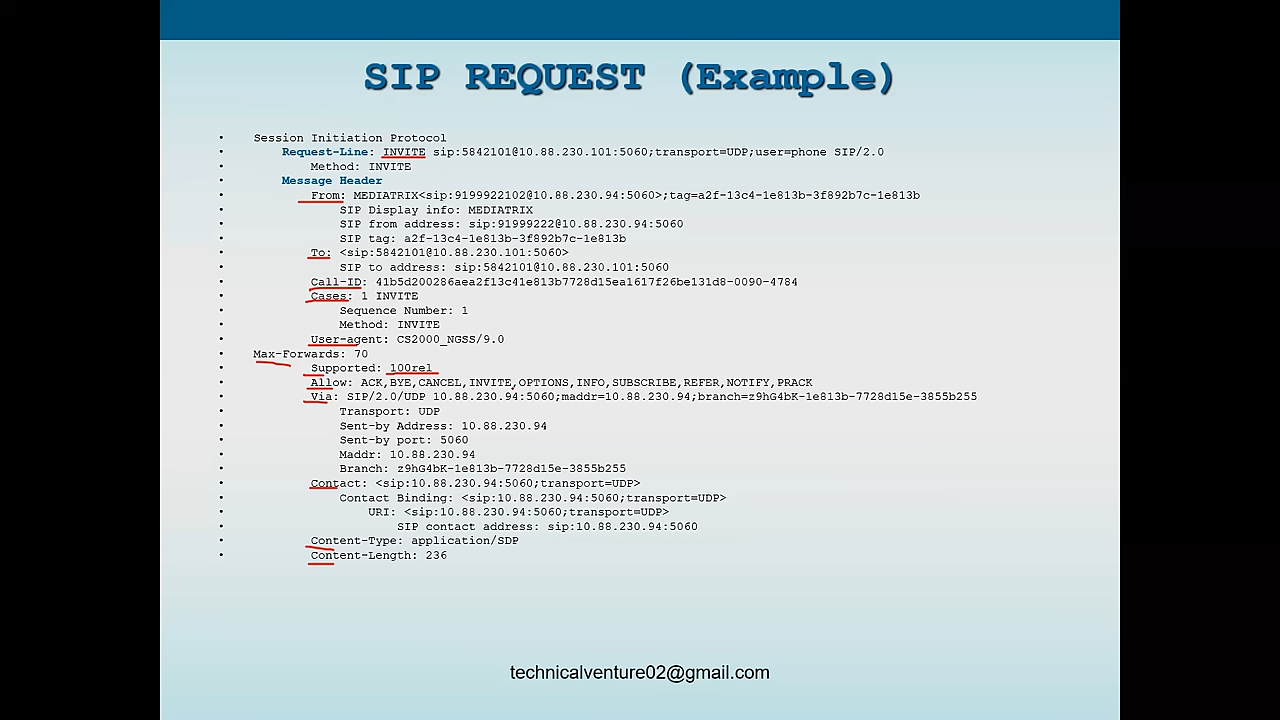 SIP REQUEST (Example)
• Session Initiation Protocol
• Request-Line: INVITE sip:5842101@10.88.230.101:5060;transport=UDP;user=phone SIP/2.0
• Method: INVITE
• Message Header
• From: MEDIATRIX<sip:9199922102@10.88.230.94:5060>;tag=a2f-13c4-1e813b-3f892b7c-1e813b
• SIP Display info: MEDIATRIX
• SIP from address: sip:91999222@10.88.230.94:5060
• SIP tag: a2f-13c4-1e813b-3f892b7c-1e813b
• To: <sip:5842101@10.88.230.101:5060>
• SIP to address: sip:5842101@10.88.230.101:5060
• Call-ID: 41b5d200286aea2f13c41e813b7728d15ea1617f26be131d8-0090-4784
• Cases: 1 INVITE
• Sequence Number: 1
• Method: INVITE
• User-agent: CS2000_NGSS/9.0
• Max-Forwards: 70
• Supported: 100rel
• Allow: ACK,BYE,CANCEL,INVITE,OPTIONS,INFO,SUBSCRIBE,REFER,NOTIFY,PRACK
• Via: SIP/2.0/UDP 10.88.230.94:5060;maddr=10.88.230.94;branch=z9hG4bK-1e813b-7728d15e-3855b255
• Transport: UDP
• Sent-by Address: 10.88.230.94
• Sent-by port: 5060
• Maddr: 10.88.230.94
• Branch: z9hG4bK-1e813b-7728d15e-3855b255
• Contact: <sip:10.88.230.94:5060;transport=UDP>
• Contact Binding: <sip:10.88.230.94:5060;transport=UDP>
• URI: <sip:10.88.230.94:5060;transport=UDP>
• SIP contact address: sip:10.88.230.94:5060
• Content-Type: application/SDP
• Content-Length: 236
technicalventure02@gmail.com